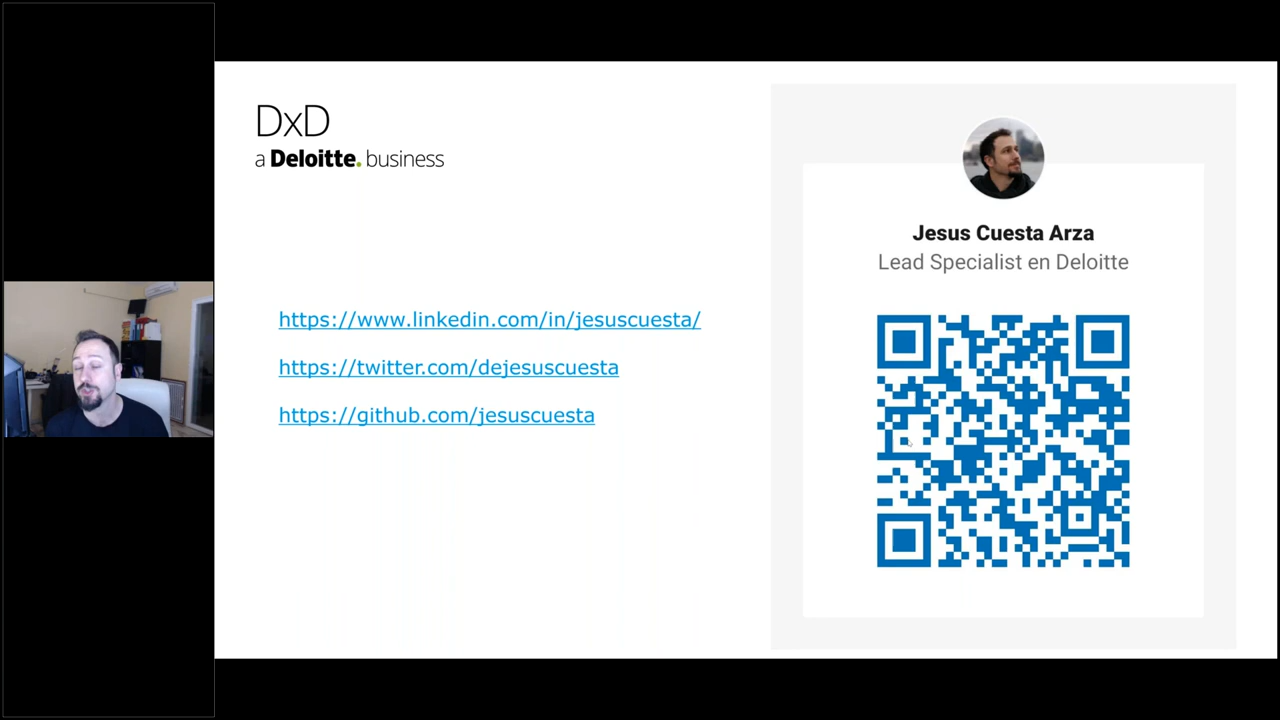 DxD
a Deloitte. business
https://www.linkedin.com/in/jesuscuesta/
https://twitter.com/dejesuscuesta
https://github.com/jesuscuesta
Jesus Cuesta Arza
Lead Specialist en Deloitte